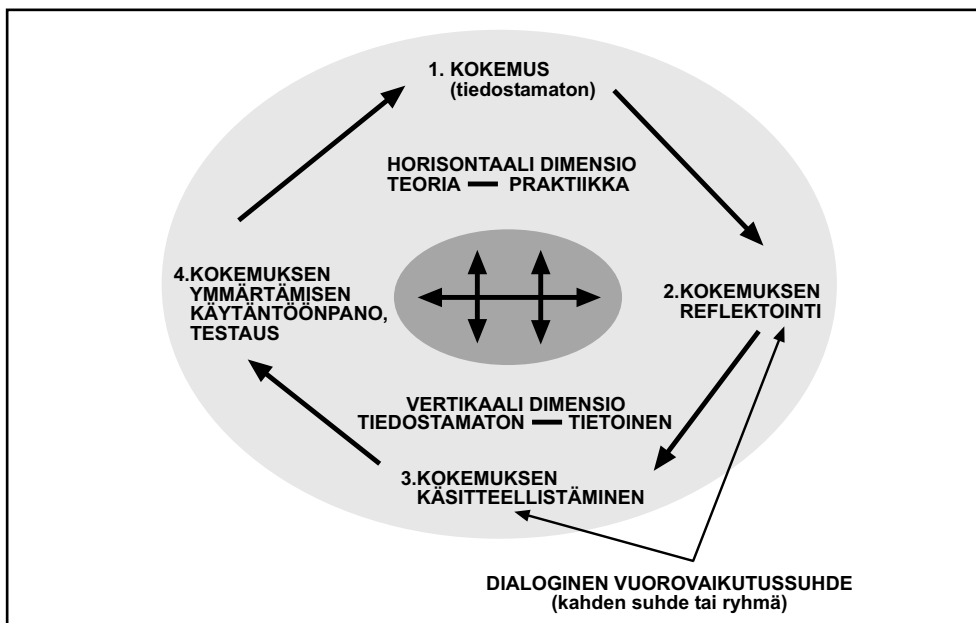 1. KOKEMUS
(tiedostamaton)
HORISONTAALI DIMENSIO
TEORIA — PRAKTIIKKA
2.KOKEMUKSEN
REFLEKTOINTI
4.KOKEMUKSEN
YMMÄRTÄMISEN
KÄYTÄNTÖÖNPANO,
TESTAUS
VERTIKAALI DIMENSIO
TIEDOSTAMATON — TIETOINEN
3.KOKEMUKSEN
KÄSITTEELLISTÄMINEN
DIALOGINEN VUOROVAIKUTUSSUHDE
(kahden suhde tai ryhmä)